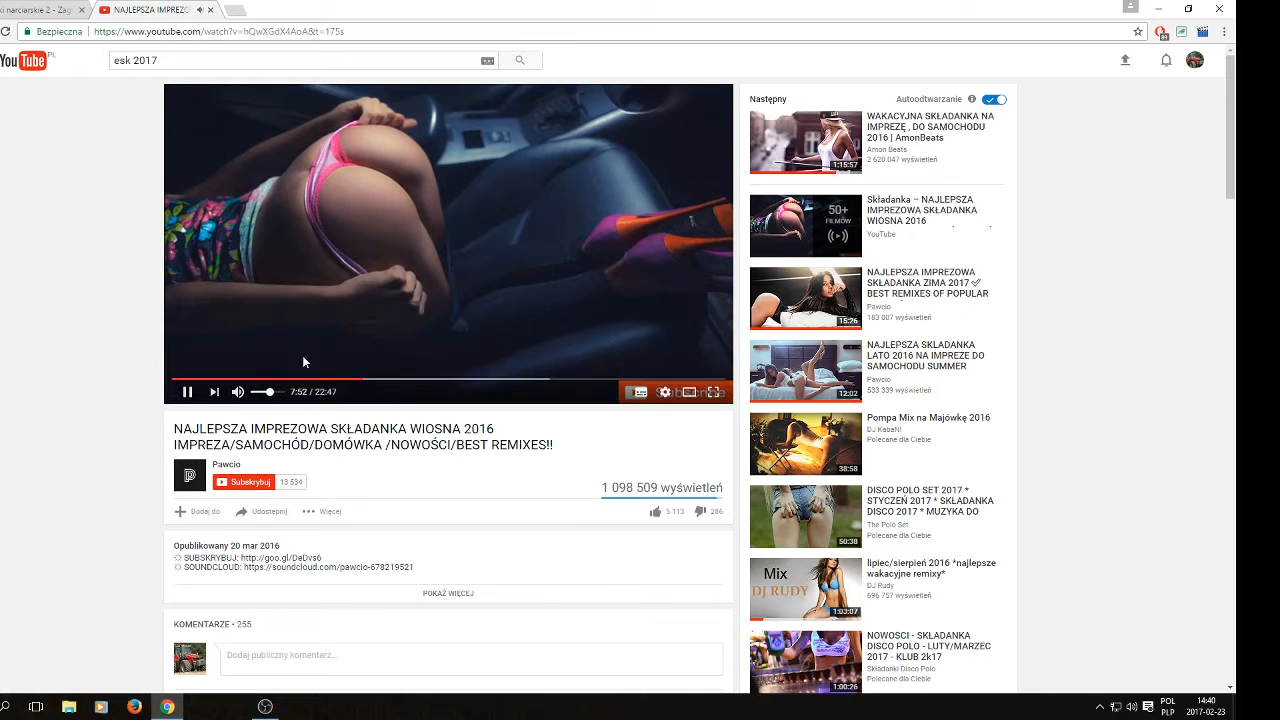 ki narciarskie 2 - Zag
NAJLEPSZA IMPREZO
Bezpieczna
https://www.youtube.com/watch?v=hQwXGdX4AoA&t=175s
89
You Tube PL
esk 2017
7:52 / 22:47
Subscribe
NAJLEPSZA IMPREZOWA SKŁADANKA WIOSNA 2016
IMPREZA/SAMOCHÓD/DOMÓWKA /NOWOŚCI/BEST REMIXES!!
Pawcio
Subskrybuj 13 534
1 098 509 wyświetleń
Dodaj do Udostępnij Więcej
5 113 286
Opublikowany 20 mar 2016
SUBSKRYBUJ: http://goo.gl/DeDvs6
SOUNDCLOUD: https://soundcloud.com/pawcio-678219521
POKAŻ WIĘCEJ
KOMENTARZE • 255
Dodaj publiczny komentarz...
Następny
Autoodtwarzanie
WAKACYJNA SKŁADANKA NA
IMPREZĘ , DO SAMOCHODU
2016 | AmonBeats
Amon Beats
2 620 047 wyświetleń
1:15:57
Składanka – NAJLEPSZA
IMPREZOWA SKŁADANKA
WIOSNA 2016
YouTube
50+
FILMÓW
NAJLEPSZA IMPREZOWA
SKŁADANKA ZIMA 2017
BEST REMIXES OF POPULAR
Pawcio
183 007 wyświetleń
15:26
NAJLEPSZA SKLADANKA
LATO 2016 NA IMPREZE DO
SAMOCHODU SUMMER
Pawcio
533 339 wyświetleń
12:02
Pompa Mix na Majówkę 2016
DJ KabaN!
Polecane dla Ciebie
38:58
DISCO POLO SET 2017 *
STYCZEŃ 2017 * SKŁADANKA
DISCO 2017 * MUZYKA DO
The Polo Set
Polecane dla Ciebie
50:38
lipiec/sierpień 2016 *najlepsze
wakacyjne remixy*
DJ Rudy
696 757 wyświetleń
Mix
DJ RUDY
1:03:07
NOWOŚCI - SKŁADANKA
DISCO POLO - LUTY/MARZEC
2017 - KLUB 2k17
Składanki Disco Polo
Polecane dla Ciebie
1:00:26
POL
PLP
14:40
2017-02-23